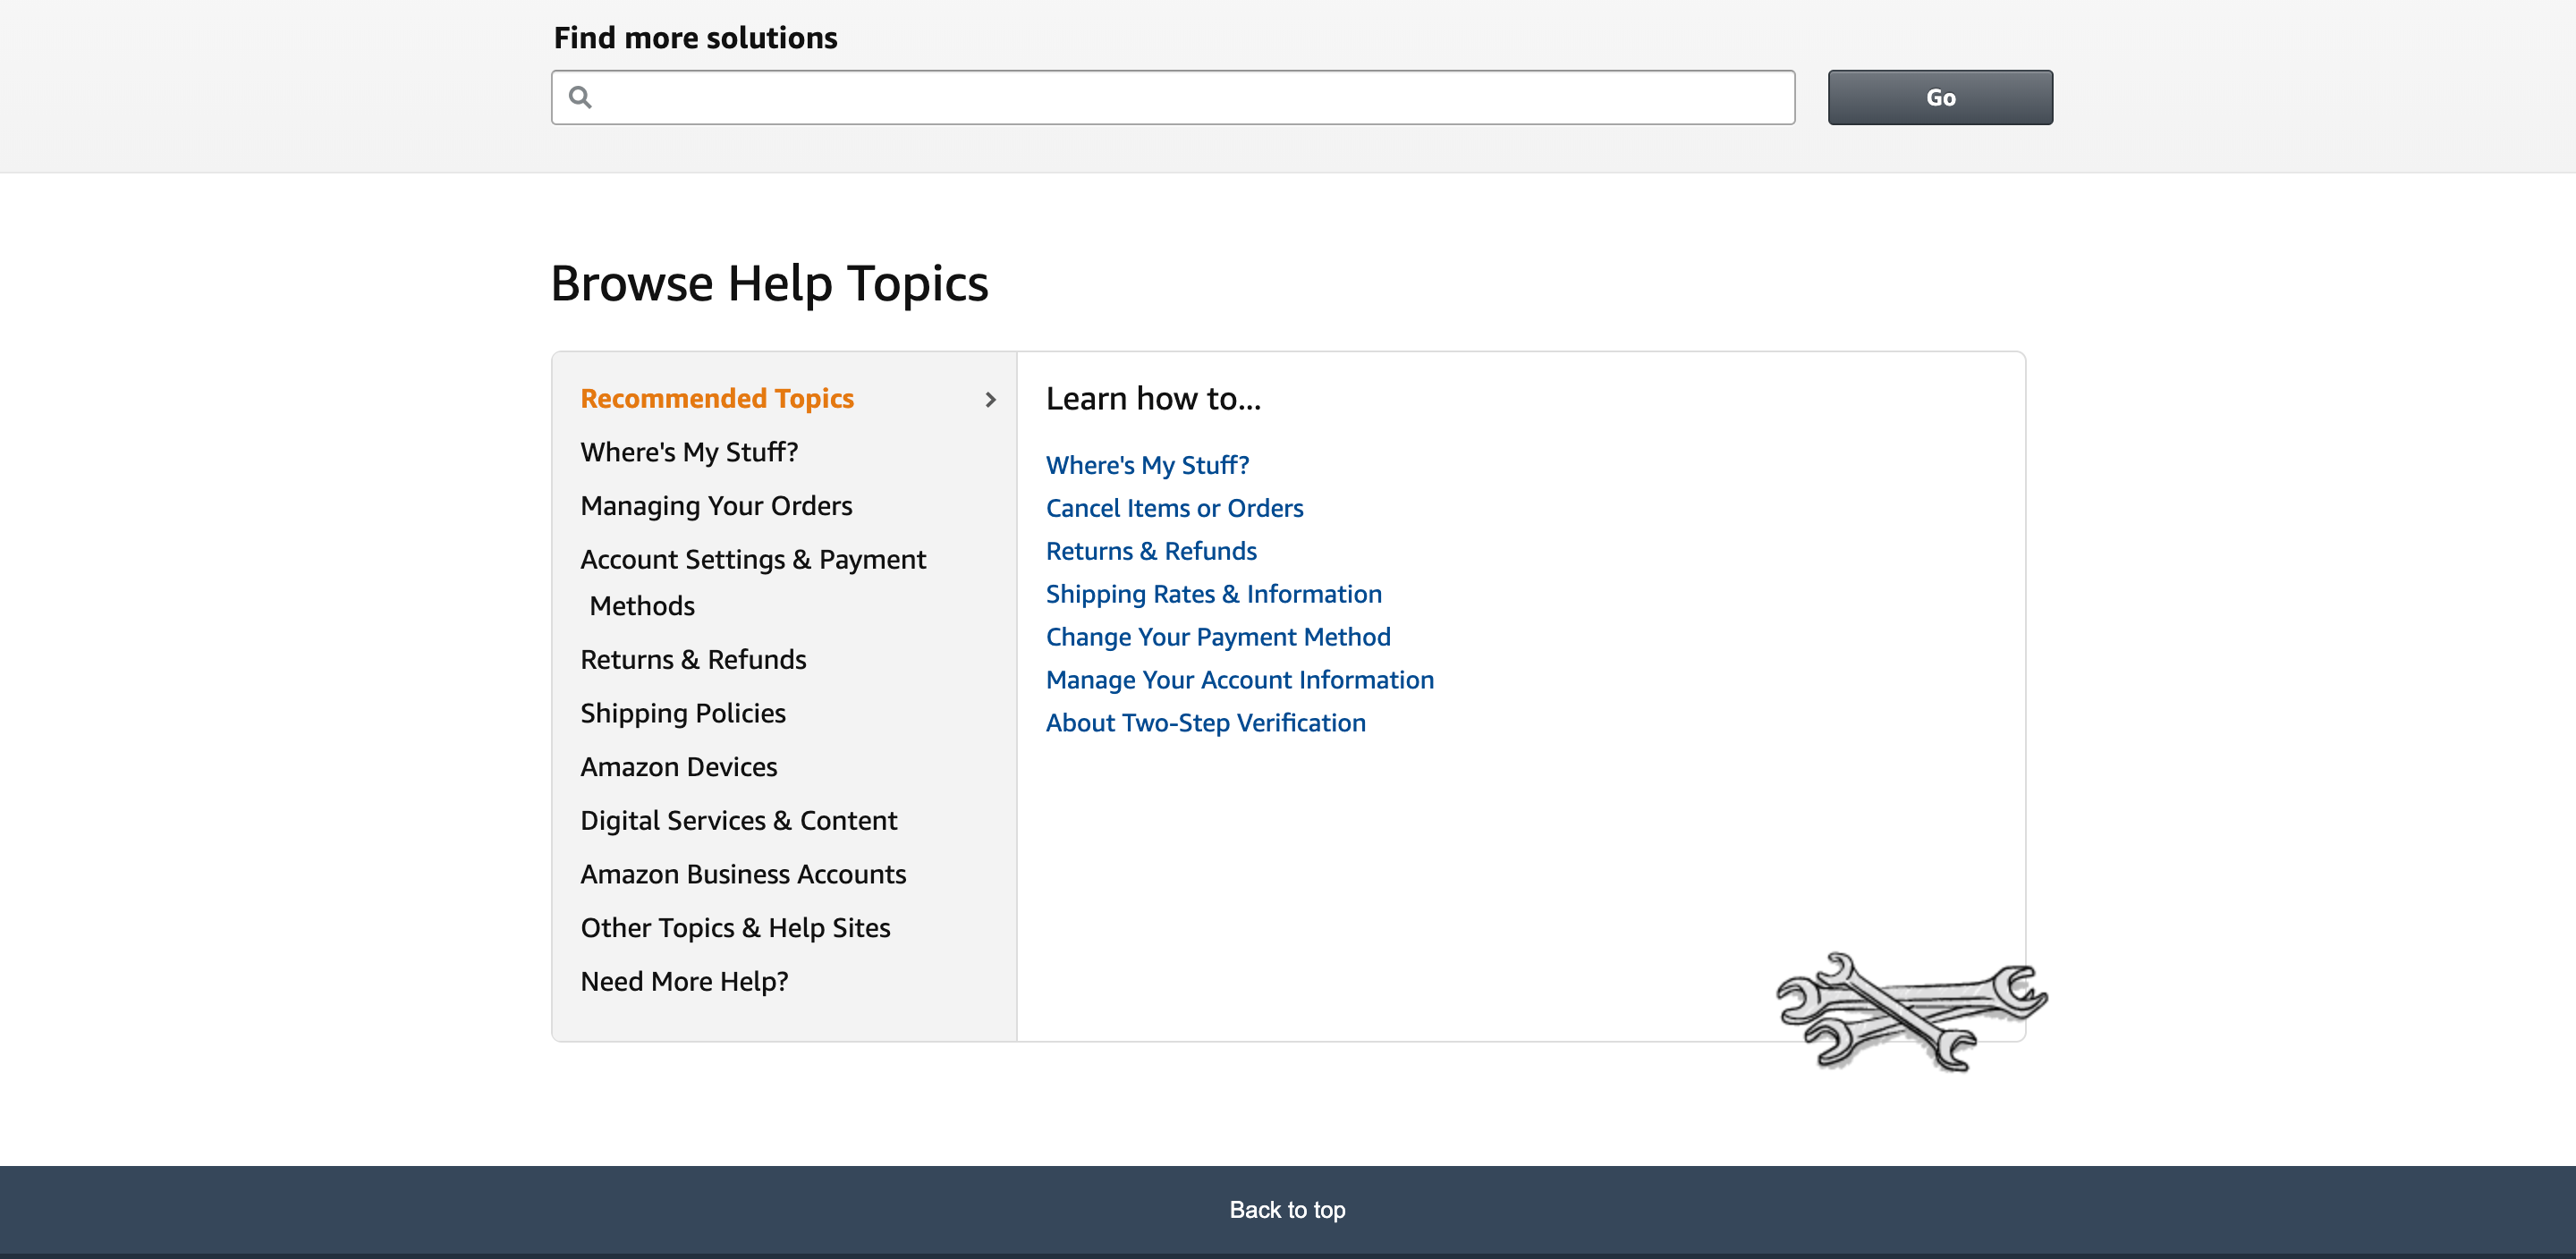 Find more solutions
Go
Browse Help Topics
Recommended Topics
Where's My Stuff?
Managing Your Orders
Account Settings & Payment
Methods
Returns & Refunds
Shipping Policies
Amazon Devices
Digital Services & Content
Amazon Business Accounts
Other Topics & Help Sites
Need More Help?
Learn how to...
Where's My Stuff?
Cancel Items or Orders
Returns & Refunds
Shipping Rates & Information
Change Your Payment Method
Manage Your Account Information
About Two-Step Verification
Back to top